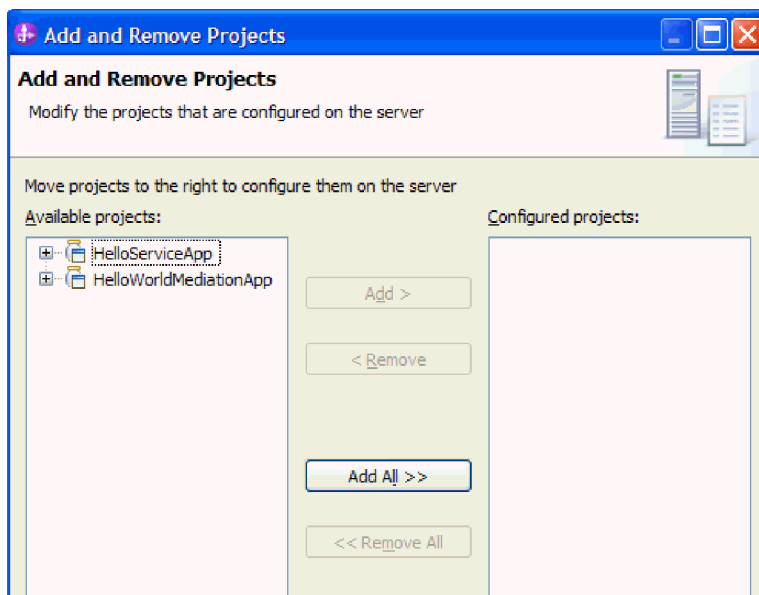 Add and Remove Projects
Add and Remove Projects
Modify the projects that are configured on the server
Move projects to the right to configure them on the server
Available projects:
Configured projects:
HelloServiceApp
HelloWorldMediationApp
Add >
< Remove
Add All >>
<< Remove All